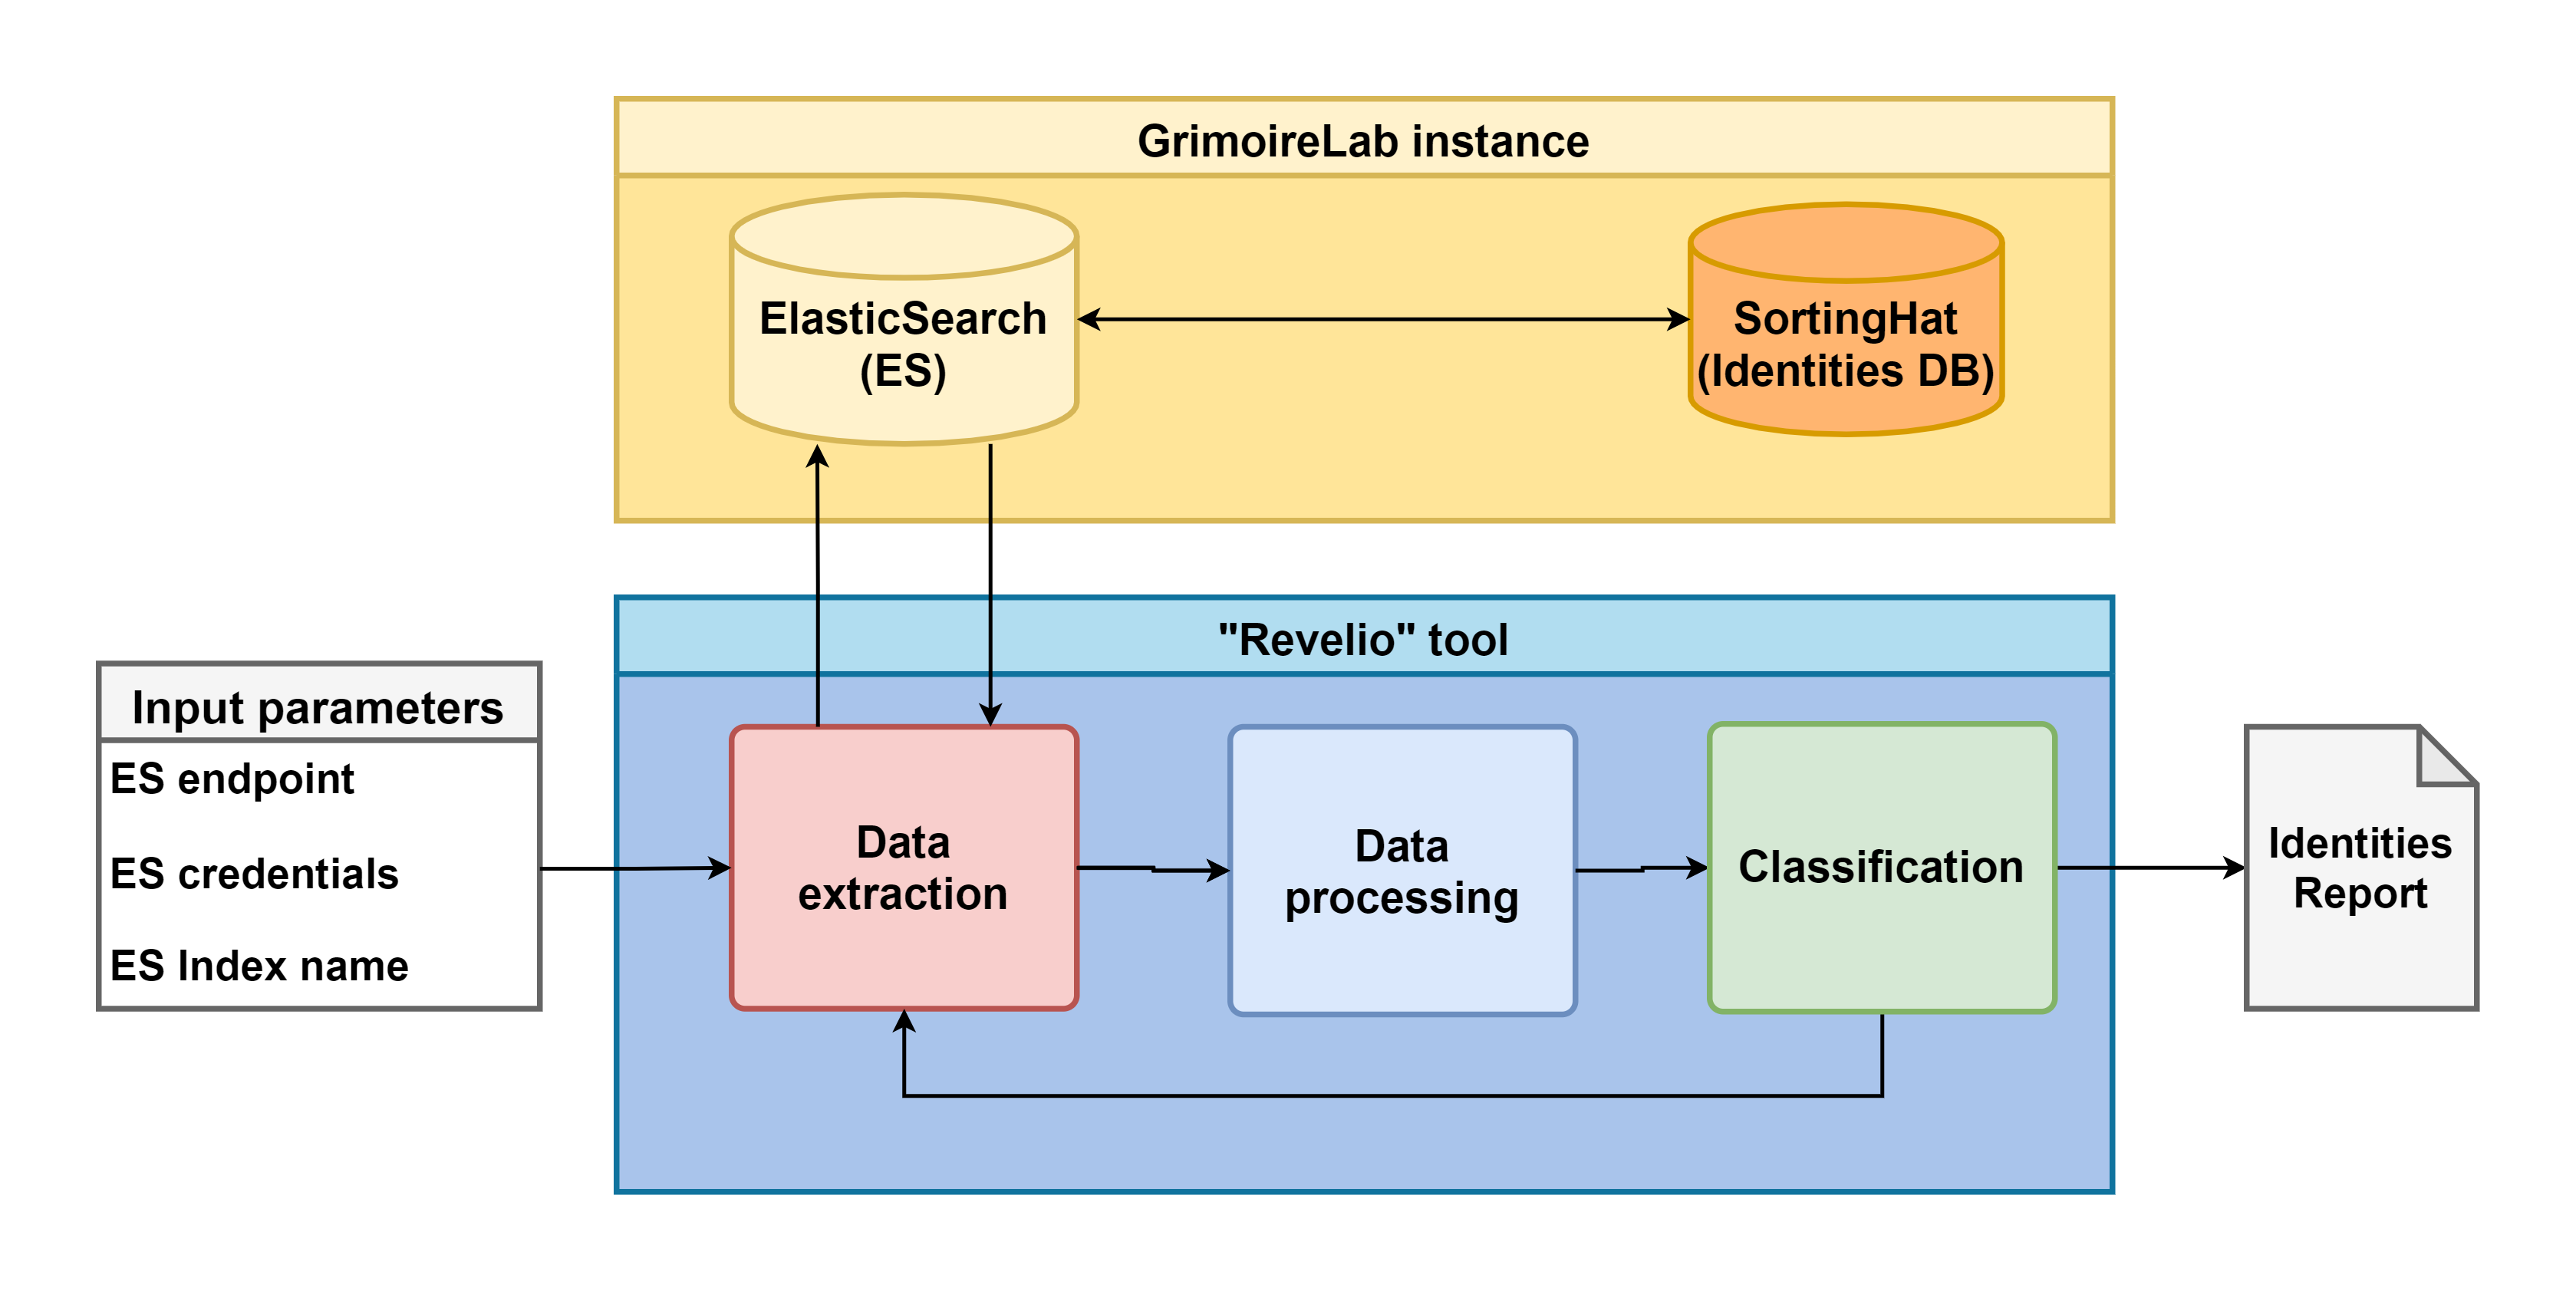 GrimoireLab instance
ElasticSearch
(ES)
SortingHat
(Identities DB)
"Revelio" tool
Input parameters
ES endpoint
ES credentials
ES Index name
Data
extraction
Data
processing
Classification
Identities
Report